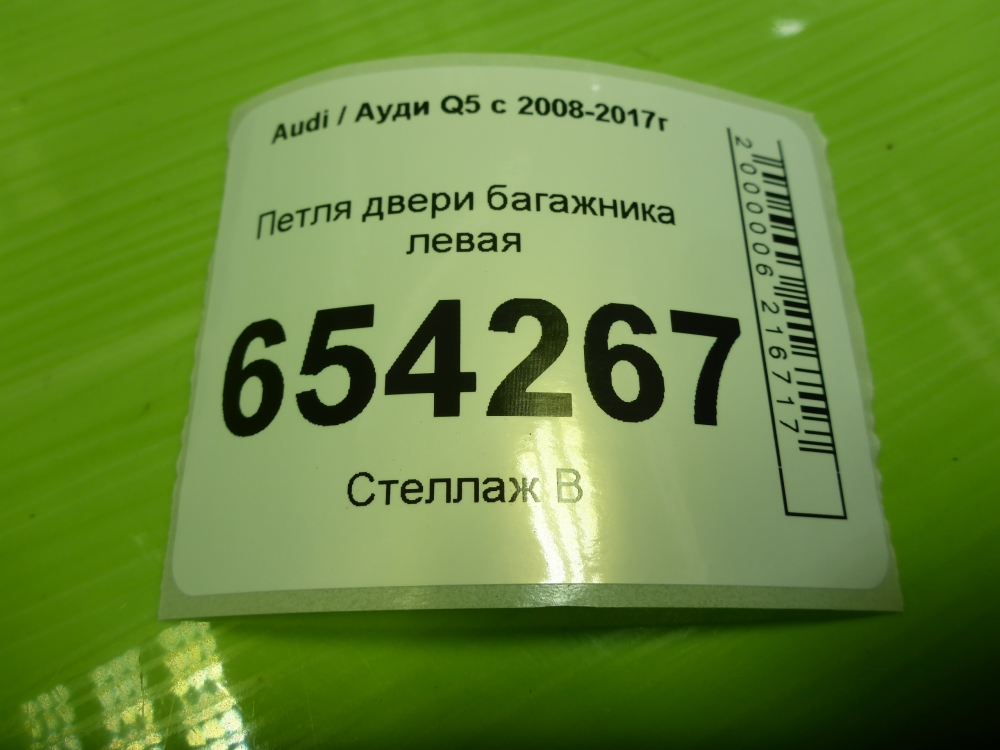 Audi / Ауди Q5 с 2008-2017г
Петля двери багажника
левая
654267
Стеллаж В
2000006216717